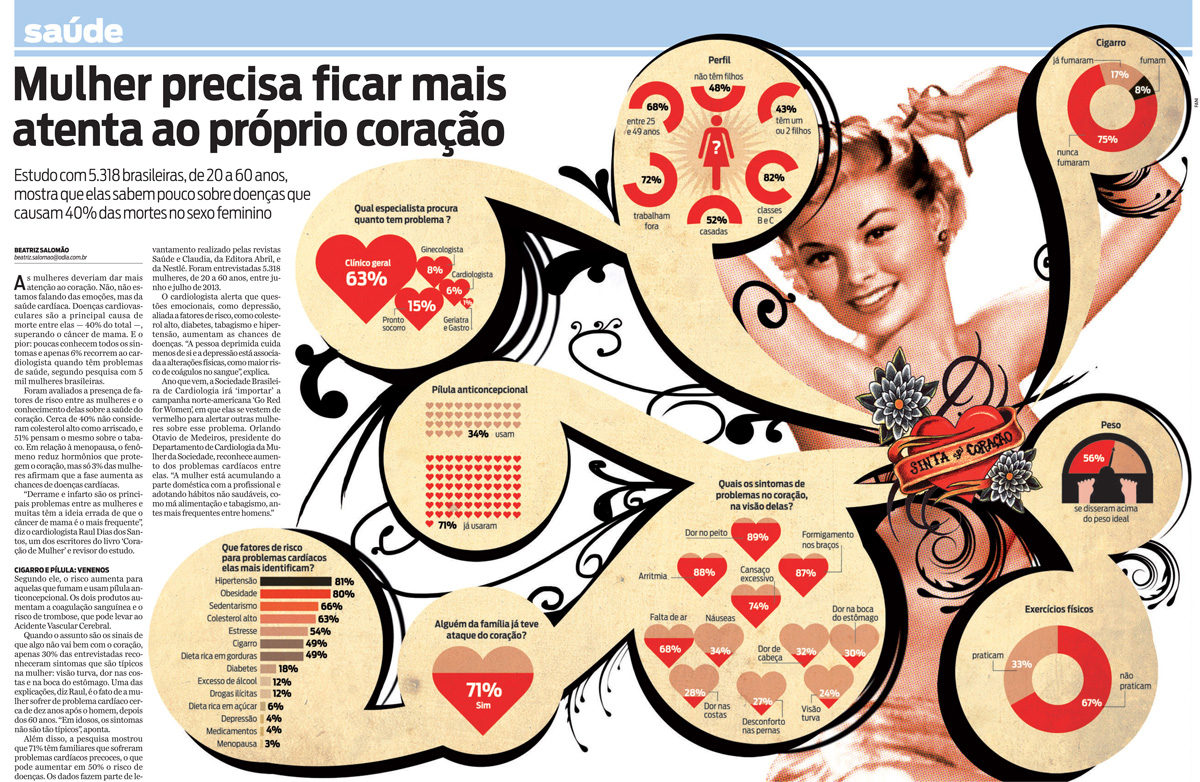 saúde
Mulher precisa ficar mais
atenta ao próprio coração
Estudo com 5.318 brasileiras, de 20 a 60 anos,
mostra que elas sabem pouco sobre doenças que
causam 40% das mortes no sexo feminino
BEATRIZ SALOMÃO
beatriz.salomao@odia.com.br
As mulheres deveriam dar mais
atenção ao coração. Não, não es-
tamos falando das emoções, mas da
saúde cardíaca. Doenças cardiovas-
culares são a principal causa de
morte entre elas — 40% do total —,
superando o câncer de mama. E o
pior: poucas conhecem todos os sin-
tomas e apenas 6% recorrem ao car-
diologista quando têm problemas
de saúde, segundo pesquisa com 5
mil mulheres brasileiras.
Foram avaliados a presença de fa-
tores de risco entre as mulheres e o
conhecimento delas sobre a saúde do
coração. Cerca de 40% não conside-
ram colesterol alto como arriscado, e
51% pensam o mesmo sobre o taba-
co. Em relação à menopausa, o fenô-
meno reduz hormônios que prote-
gem o coração, mas só 3% das mulhe-
res afirmam que a fase aumenta as
chances de doenças cardíacas.
“Derrame e infarto são os princi-
pais problemas entre as mulheres e
muitas têm a ideia errada de que o
câncer de mama é o mais frequente”,
diz o cardiologista Raul Dias dos San-
tos, um dos escritores do livro ‘Cora-
ção de Mulher’ e revisor do estudo.
CIGARRO E PÍLULA: VENENOS
Segundo ele, o risco aumenta para
aquelas que fumam e usam pílula an-
ticoncepcional. Os dois produtos au-
mentam a coagulação sanguínea e o
risco de trombose, que pode levar ao
Acidente Vascular Cerebral.
Quando o assunto são os sinais de
que algo não vai bem com o coração,
apenas 30% das entrevistadas reco-
nheceram sintomas que são típicos
na mulher: visão turva, dor nas cos-
tas e na boca do estômago. Uma das
explicações, diz Raul, é o fato de a mu-
lher sofrer de problema cardíaco cer-
ca de dez anos após o homem, depois
dos 60 anos. “Em idosos, os sintomas
não são tão típicos”, aponta.
Além disso, a pesquisa mostrou
que 71% têm familiares que sofreram
problemas cardíacos precoces, o que
pode aumentar em 50% o risco de
doenças. Os dados fazem parte de le-
vantamento realizado pelas revistas
Saúde e Claudia, da Editora Abril, e
da Nestlé. Foram entrevistadas 5.318
mulheres, de 20 a 60 anos, entre ju-
nho e julho de 2013.
O cardiologista alerta que ques-
tões emocionais, como depressão,
aliada a fatores de risco, como coleste-
rol alto, diabetes, tabagismo e hiper-
tensão, aumentam as chances de
doenças. “A pessoa deprimida cuida
menos de si e a depressão está associa-
da a alterações físicas, como maior ris-
co de coágulos no sangue”, explica.
Ano que vem, a Sociedade Brasilei-
ra de Cardiologia irá ‘importar’ a
campanha norte-americana ‘Go Red
for Women’, em que elas se vestem de
vermelho para alertar outras mulhe-
res sobre esse problema. Orlando
Otavio de Medeiros, presidente do
Departamento de Cardiologia da Mu-
lher da Sociedade, reconhece aumen-
to dos problemas cardíacos entre
elas. “A mulher está acumulando a
parte doméstica com a profissional e
adotando hábitos não saudáveis, co-
mo má alimentação e tabagismo, an-
tes mais frequentes entre homens.”
Qual especialista procura
quanto tem problema ?
Clínico geral
63%
Ginecologista
8%
Cardiologista
6%
15%
Pronto
socorro
1%
Geriatra
e Gastro
Perfil
não têm filhos
48%
68%
entre 25
e 49 anos
43%
têm um
ou 2 filhos
?
72%
trabalham
fora
82%
classes
B e C
52%
casadas
Cigarro
já fumaram
17%
fumam
8%
75%
nunca
fumaram
FAMI
Pílula anticoncepcional
34% usam
71% já usaram
SINTA SEU CORAÇÃO
Peso
56%
se disseram acima
do peso ideal
Quais os sintomas de
problemas no coração,
na visão delas?
Dor no peito
89%
Formigamento
nos braços
87%
Arritmia
88%
Cansaço
excessivo
74%
Falta de ar
68%
Náuseas
34%
Dor de
cabeça
32%
Dor na boca
do estômago
30%
28%
Dor nas
costas
27%
Desconforto
nas pernas
24%
Visão
turva
Que fatores de risco
para problemas cardíacos
elas mais identificam?
Hipertensão 81%
Obesidade 80%
Sedentarismo 66%
Colesterol alto 63%
Estresse 54%
Cigarro 49%
Dieta rica em gorduras 49%
Diabetes 18%
Excesso de álcool 12%
Drogas ilícitas 12%
Dieta rica em açúcar 6%
Depressão 4%
Medicamentos 4%
Menopausa 3%
Alguém da família já teve
ataque do coração?
71%
Sim
Exercícios físicos
praticam
33%
não
praticam
67%